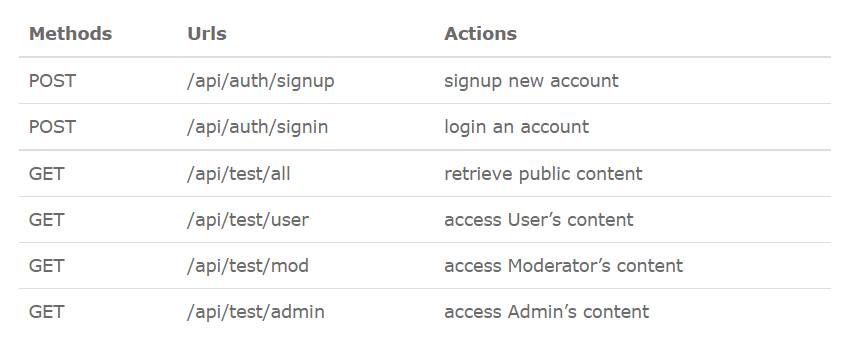 Methods Urls Actions
POST /api/auth/signup signup new account
POST /api/auth/signin login an account
GET /api/test/all retrieve public content
GET /api/test/user access User’s content
GET /api/test/mod access Moderator’s content
GET /api/test/admin access Admin’s content